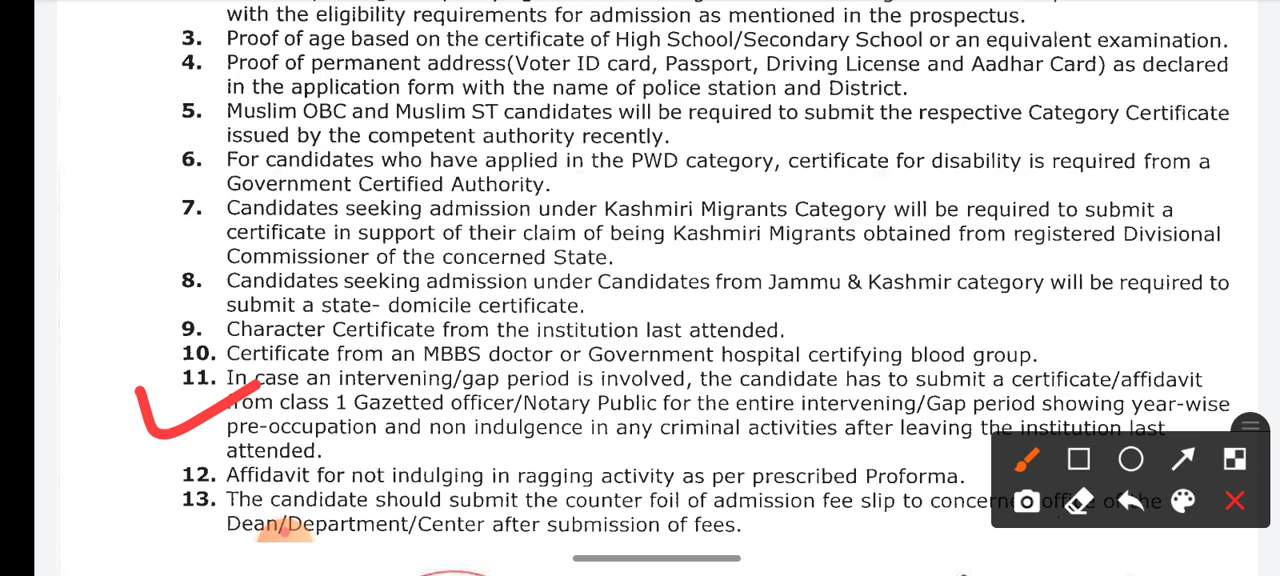 with the eligibility requirements for admission as mentioned in the prospectus.
3. Proof of age based on the certificate of High School/Secondary School or an equivalent examination.
4. Proof of permanent address(Voter ID card, Passport, Driving License and Aadhar Card) as declared
in the application form with the name of police station and District.
5. Muslim OBC and Muslim ST candidates will be required to submit the respective Category Certificate
issued by the competent authority recently.
6. For candidates who have applied in the PWD category, certificate for disability is required from a
Government Certified Authority.
7. Candidates seeking admission under Kashmiri Migrants Category will be required to submit a
certificate in support of their claim of being Kashmiri Migrants obtained from registered Divisional
Commissioner of the concerned State.
8. Candidates seeking admission under Candidates from Jammu & Kashmir category will be required to
submit a state- domicile certificate.
9. Character Certificate from the institution last attended.
10. Certificate from an MBBS doctor or Government hospital certifying blood group.
11. In case an intervening/gap period is involved, the candidate has to submit a certificate/affidavit
from class 1 Gazetted officer/Notary Public for the entire intervening/Gap period showing year-wise
pre-occupation and non indulgence in any criminal activities after leaving the institution last
attended.
12. Affidavit for not indulging in ragging activity as per prescribed Proforma.
13. The candidate should submit the counter foil of admission fee slip to concerned office of the
Dean/Department/Center after submission of fees.